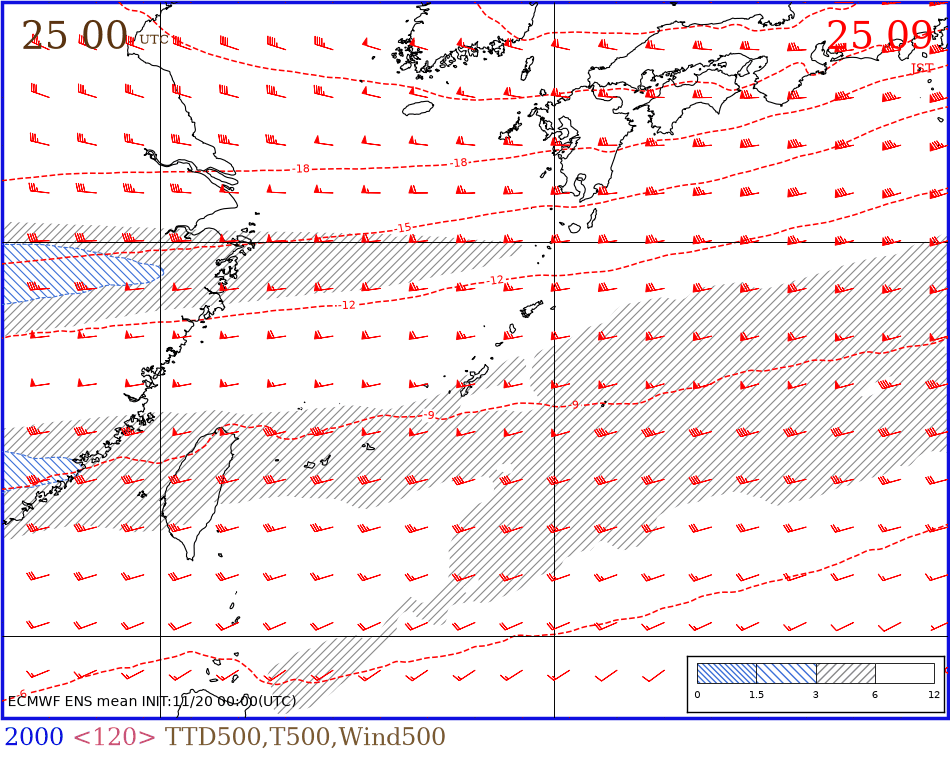 25 00 UTC 25 09
JST
-18 -18
-15
-12
-12
-9 -9
-6
ECMWF ENS mean INIT:11/20 00:00(UTC)
0 1.5 3 6 12
2000 <120> TTD500,T500,Wind500